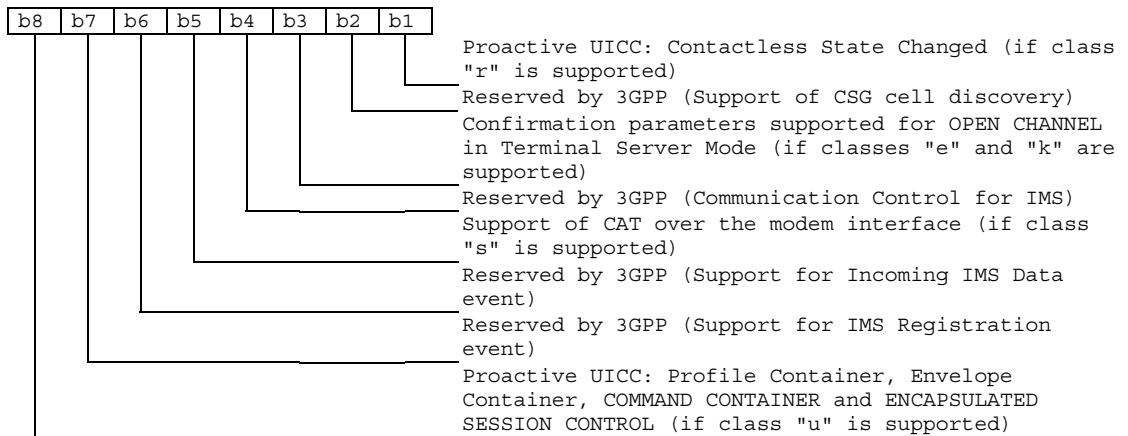 b8 b7 b6 b5 b4 b3 b2 b1
Proactive UICC: Contactless State Changed (if class
"r" is supported)
Reserved by 3GPP (Support of CSG cell discovery)
Confirmation parameters supported for OPEN CHANNEL
in Terminal Server Mode (if classes "e" and "k" are
supported)
Reserved by 3GPP (Communication Control for IMS)
Support of CAT over the modem interface (if class
"s" is supported)
Reserved by 3GPP (Support for Incoming IMS Data
event)
Reserved by 3GPP (Support for IMS Registration
event)
Proactive UICC: Profile Container, Envelope
Container, COMMAND CONTAINER and ENCAPSULATED
SESSION CONTROL (if class "u" is supported)